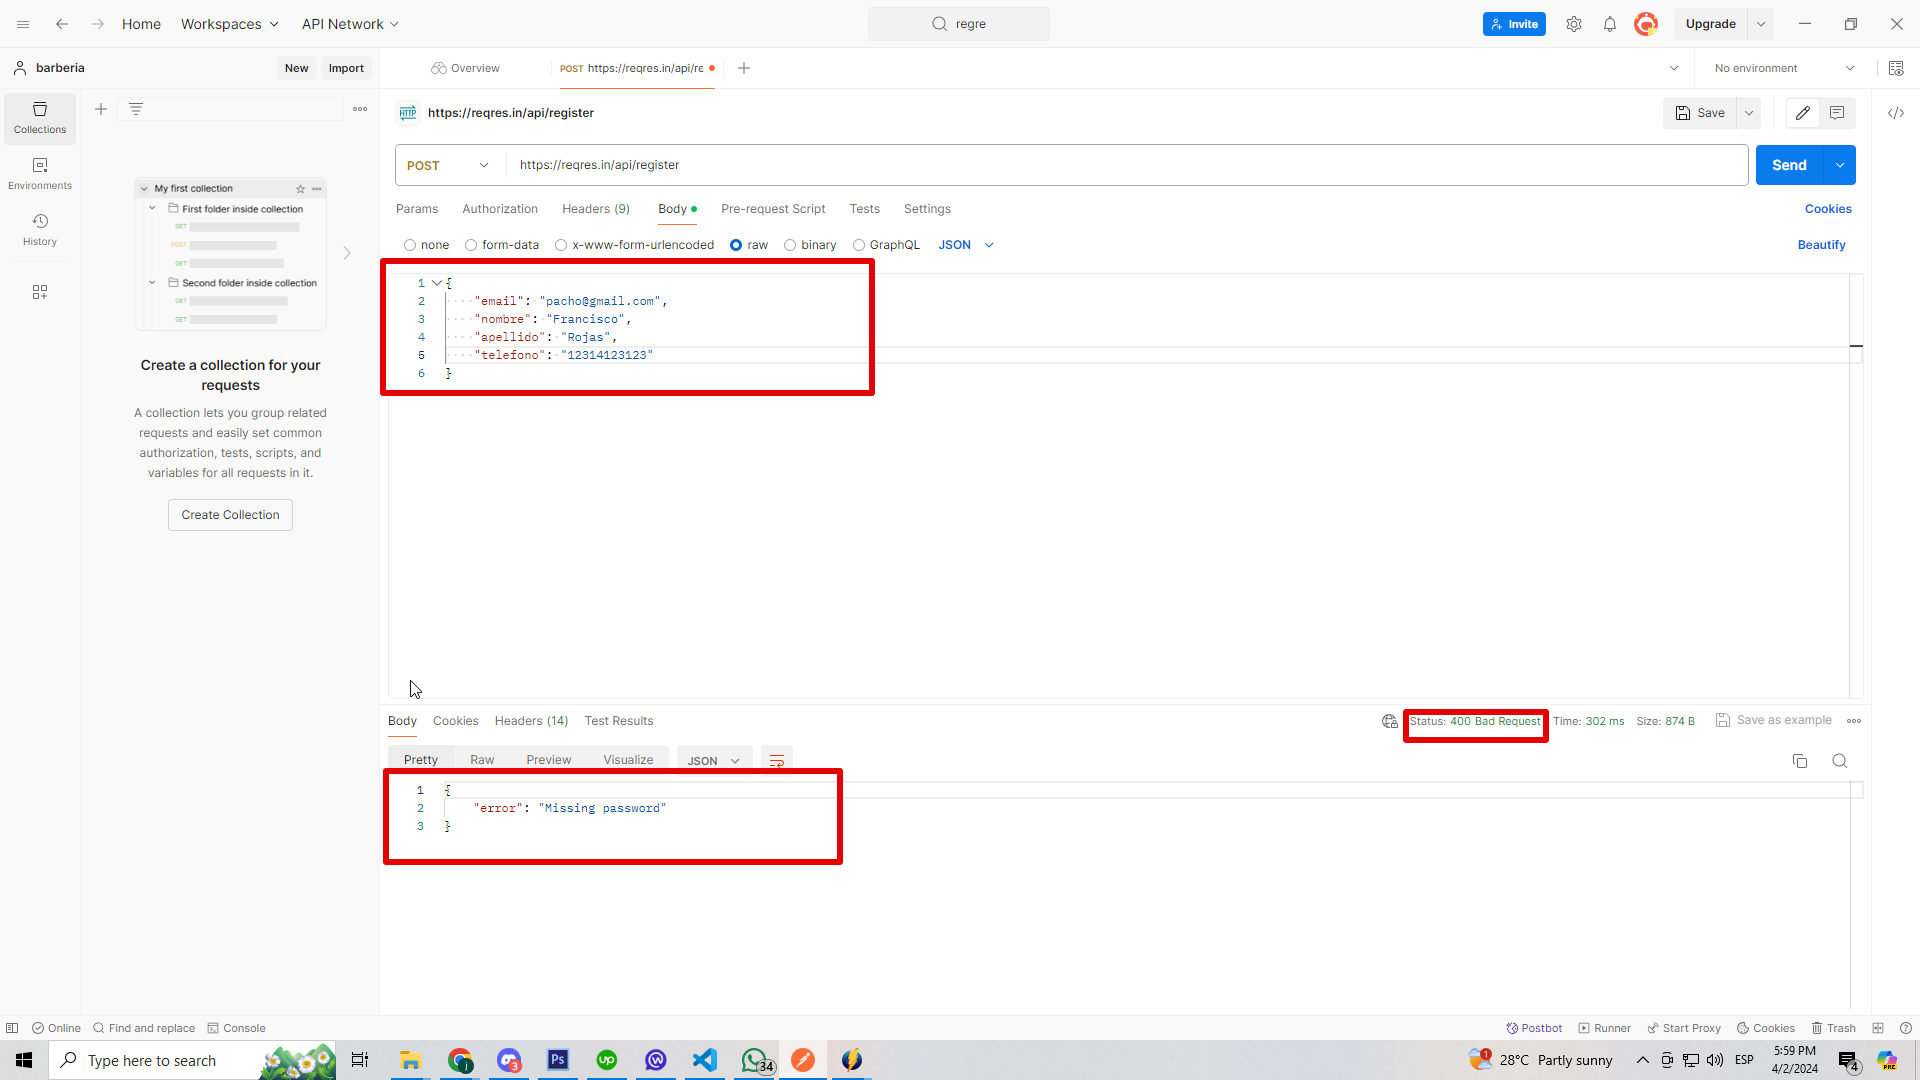 Home
Workspaces
API Network
regre
Invite
Upgrade
barberia
New
Import
Overview
POST https://reqres.in/api/re
No environment
Collections
Environments
History
HTTP
https://reqres.in/api/register
Save
POST
https://reqres.in/api/register
Send
Params
Authorization
Headers (9)
Body
Pre-request Script
Tests
Settings
Cookies
none
form-data
x-www-form-urlencoded
raw
binary
GraphQL
JSON
Beautify
My first collection
First folder inside collection
GET
POST
GET
Second folder inside collection
GET
GET
Create a collection for your
requests
A collection lets you group related
requests and easily set common
authorization, tests, scripts, and
variables for all requests in it.
Create Collection
1 {
2 "email": "pacho@gmail.com",
3 "nombre": "Francisco",
4 "apellido": "Rojas",
5 "telefono": "12314123123"
6 }
Body
Cookies
Headers (14)
Test Results
Status: 400 Bad Request
Time: 302 ms
Size: 874 B
Save as example
Pretty
Raw
Preview
Visualize
JSON
1 {
2 "error": "Missing password"
3 }
Online
Find and replace
Console
Postbot
Runner
Start Proxy
Cookies
Trash
Type here to search
j
3
Ps
up
34
1
28°C Partly sunny
ESP
5:59 PM
4/2/2024
4
PRE